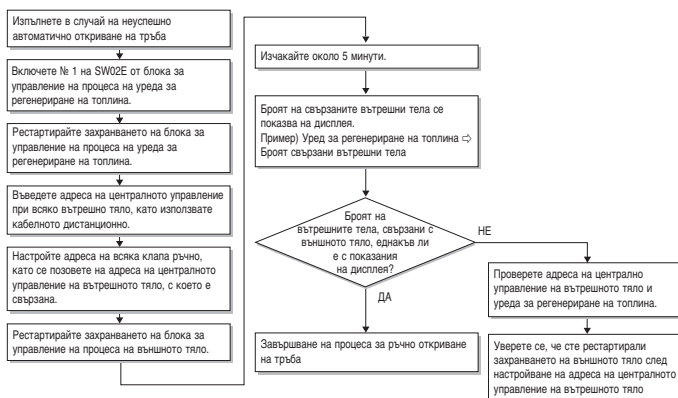 Изпълнете в случай на неуспешно
автоматично откриване на тръба
Включете № 1 на SW02E от блока за
управление на процеса на уреда за
регенериране на топлина.
Рестартирайте захранването на блока за
управление на процеса на уреда за
регенериране на топлина.
Въведете адреса на централното управление
при всяко вътрешно тяло, като използвате
кабелното дистанционно.
Настройте адреса на всяка клапа ръчно,
като се позовете на адреса на централното
управление на вътрешното тяло, с което е
свързана.
Рестартирайте захранването на блока за
управление на процеса на външното тяло.
Изчакайте около 5 минути.
Броят на свързаните вътрешни тела се
показва на дисплея.
Пример) Уред за регенериране на топлина ⇨
Броят свързани вътрешни тела
Броят на
вътрешните тела, свързани с
външното тяло, еднакъв ли
е с показания
на дисплея?
НЕ
ДА
Завършване на процеса за ръчно откриване
на тръба
Проверете адреса на централно
управление на вътрешното тяло и
уреда за регенериране на топлина.
Уверете се, че сте рестартирали
захранването на външното тяло след
настройване на адреса на централното
управление на вътрешното тяло